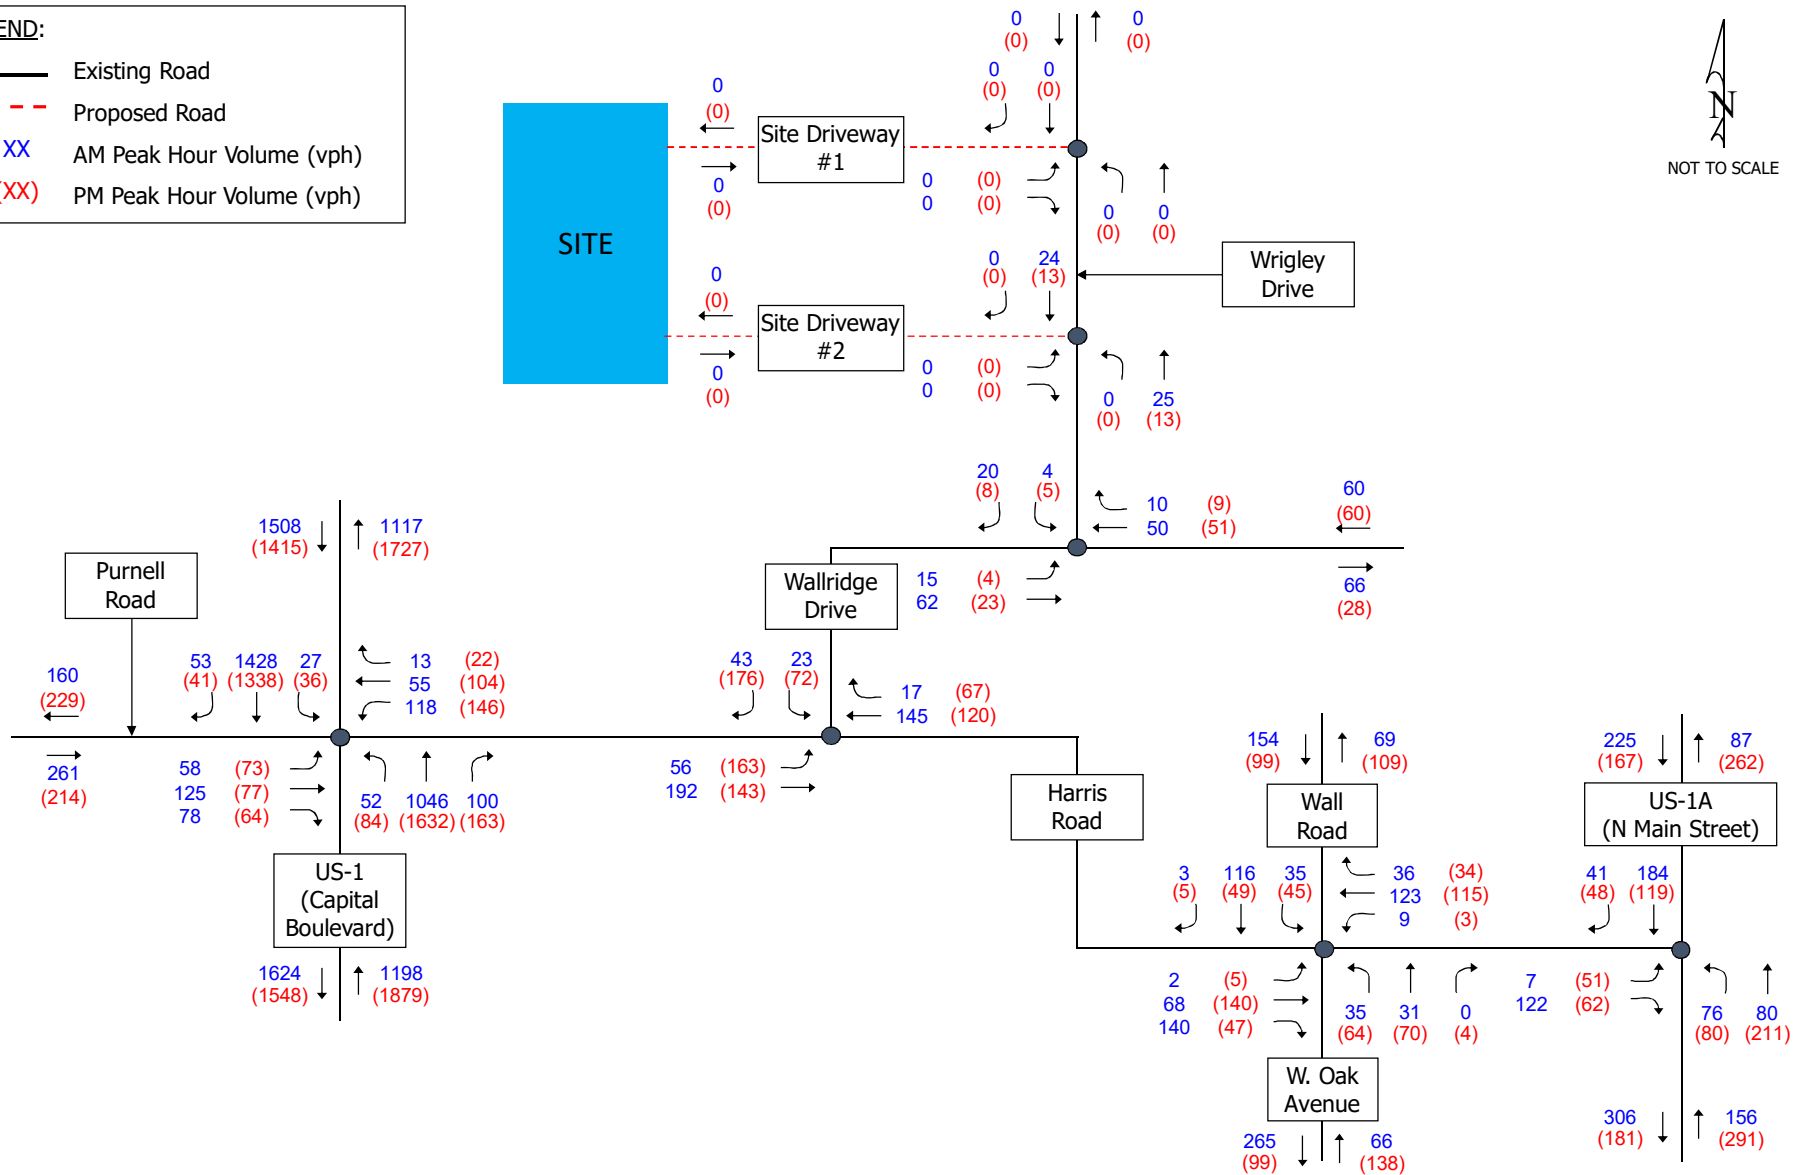 END:
Existing Road
Proposed Road
XX AM Peak Hour Volume (vph)
(XX) PM Peak Hour Volume (vph)
N
NOT TO SCALE
0 0
(0) (0)
0 0
(0) (0)
0
(0)
Site Driveway
#1
0
(0)
0 (0)
0 (0)
0 0
(0) (0)
SITE
Wrigley
Drive
0 24
(0) (13)
0
(0)
Site Driveway
#2
0
(0)
0 (0)
0 (0)
0 25
(0) (13)
20 4
(8) (5)
10 (9)
50 (51)
60
(60)
66
(28)
15 (4)
62 (23)
Wallridge
Drive
1508 1117
(1415) (1727)
Purnell
Road
160
(229)
53 1428 27
(41) (1338) (36)
13 (22)
55 (104)
118 (146)
261
(214)
58 (73)
125 (77)
78 (64)
52 1046 100
(84) (1632) (163)
US-1
(Capital
Boulevard)
1624 1198
(1548) (1879)
43 23
(176) (72)
17 (67)
145 (120)
56 (163)
192 (143)
Harris
Road
154 69
(99) (109)
Wall
Road
3 116 35
(5) (49) (45)
36 (34)
123 (115)
9 (3)
2 (5)
68 (140)
140 (47)
35 31 0
(64) (70) (4)
W. Oak
Avenue
265 66
(99) (138)
225 87
(167) (262)
US-1A
(N Main Street)
41 184
(48) (119)
7 (51)
122 (62)
76 80
(80) (211)
306 156
(181) (291)